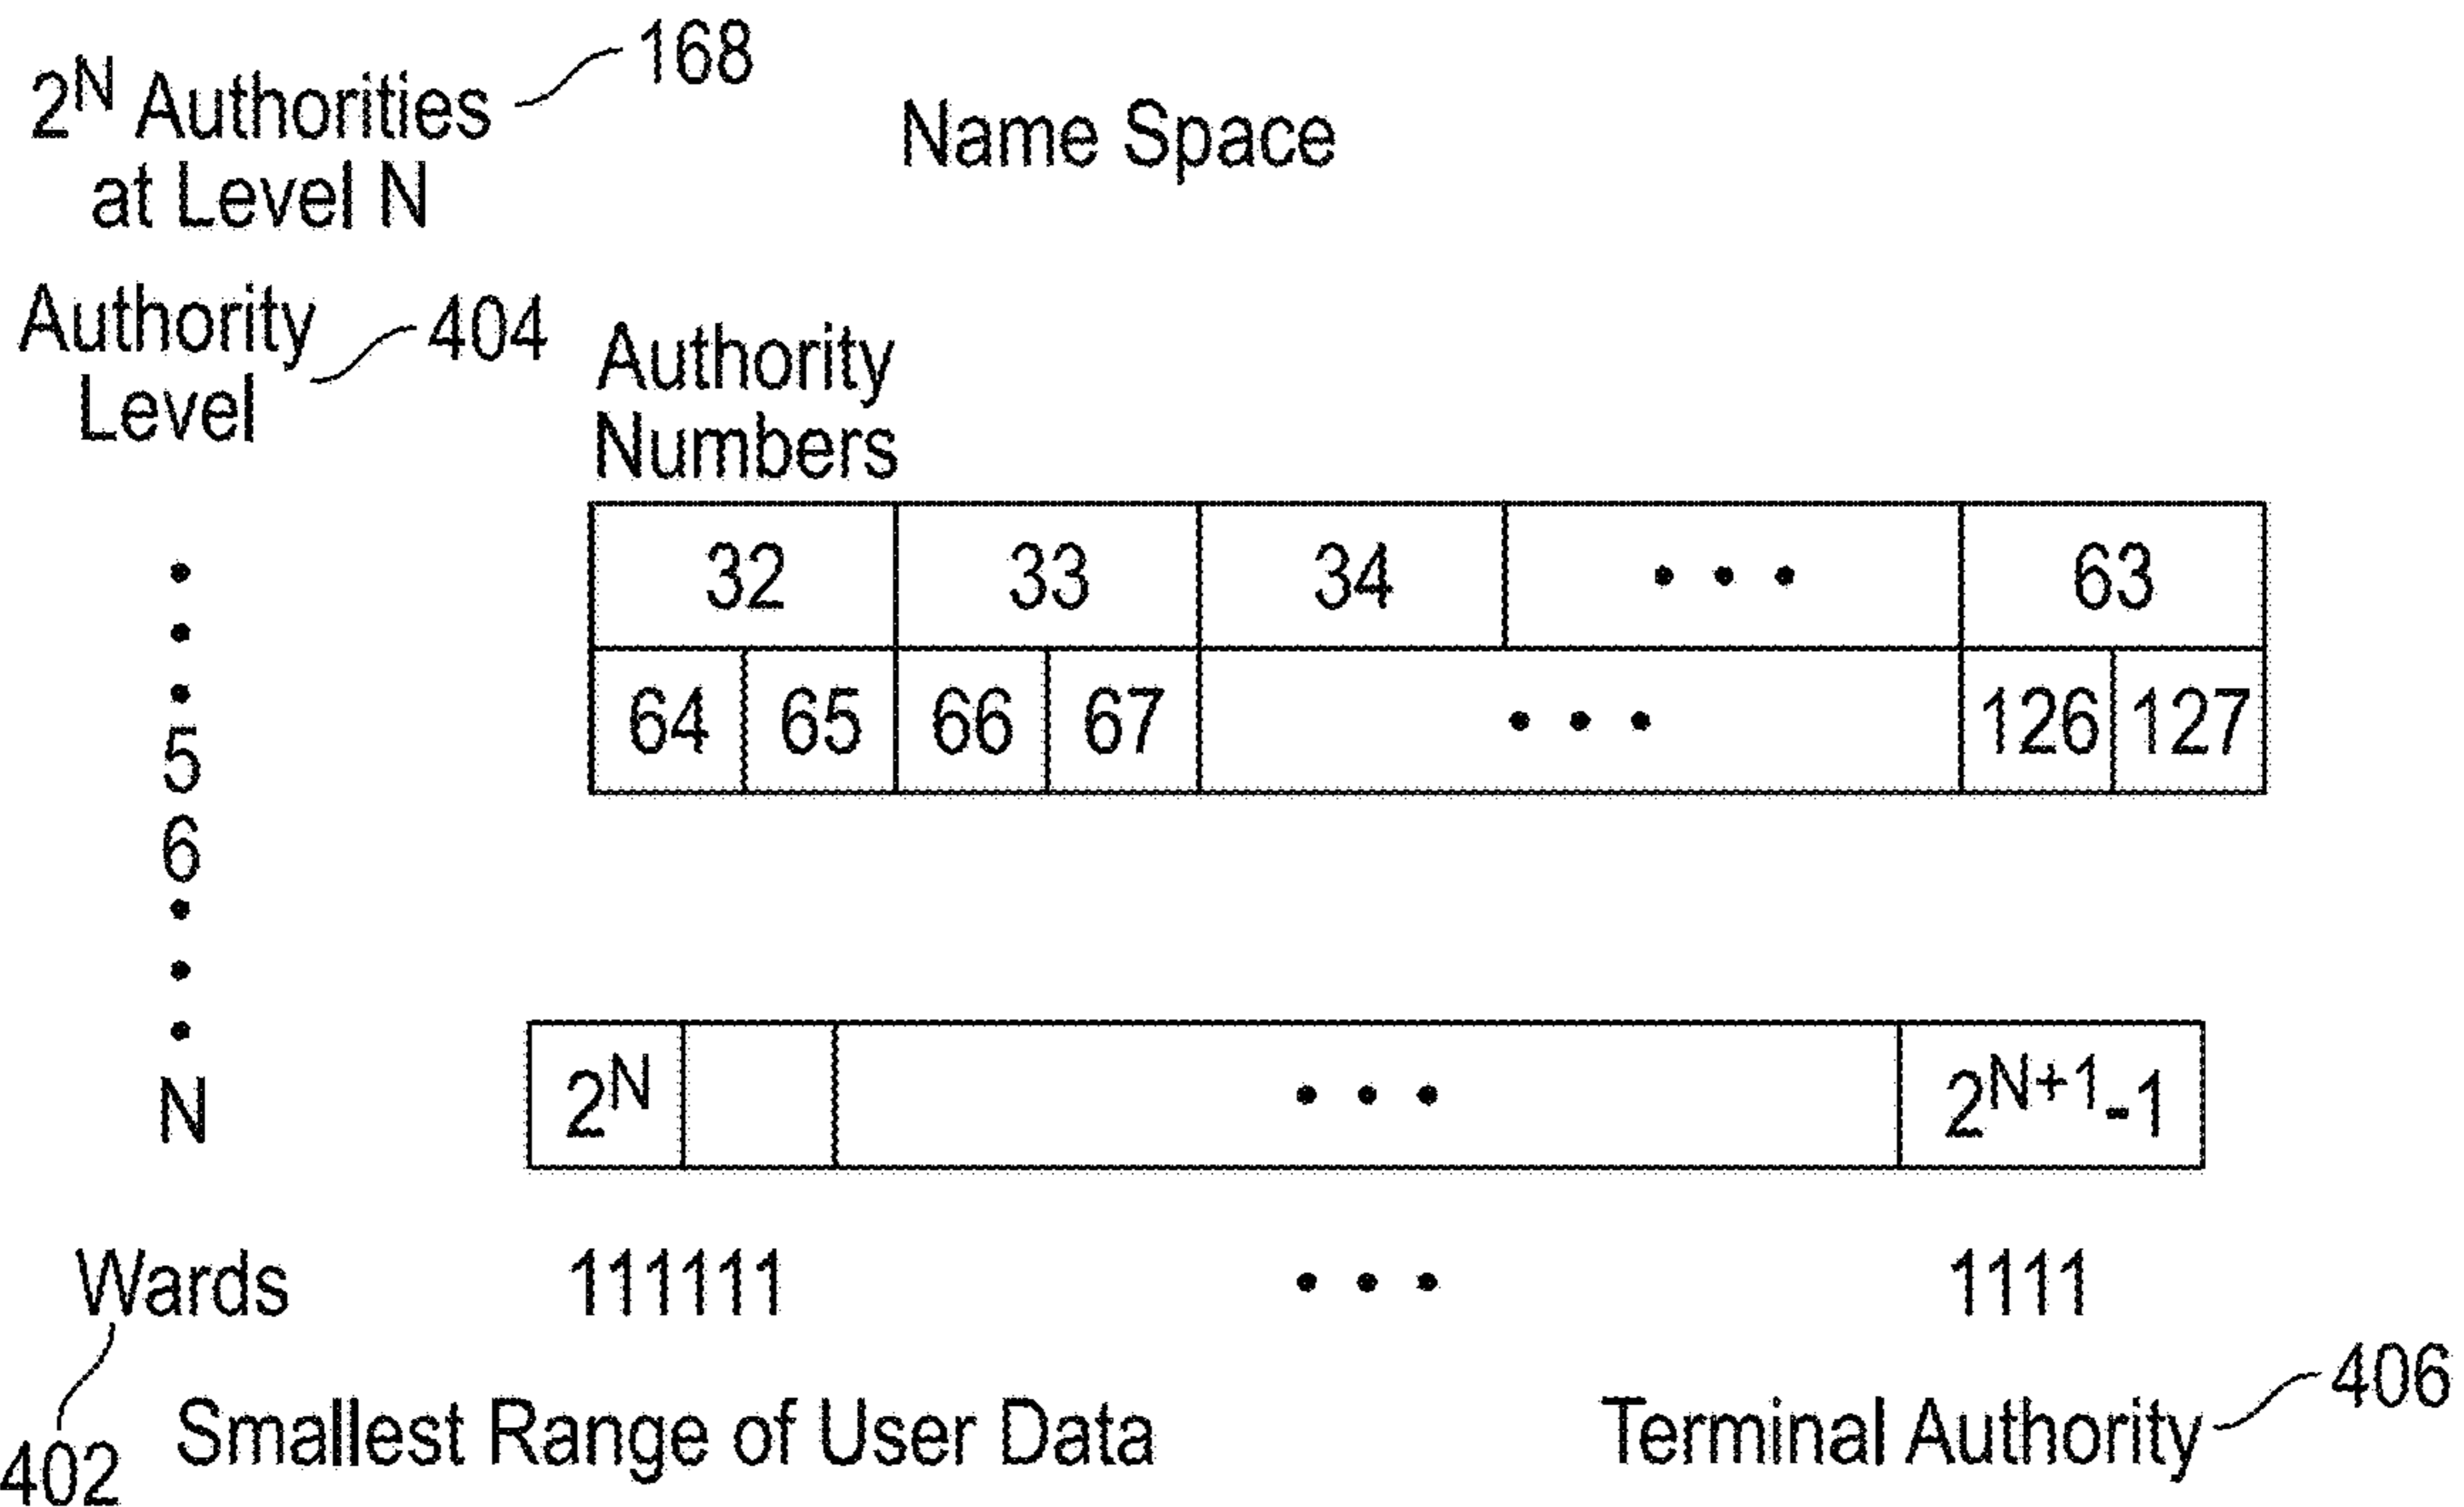 2^N Authorities
at Level N
168
Name Space
Authority
Level
404
Authority
Numbers
32 33 34 • • • 63
64 65 66 67 • • • 126 127
•
•
•
5
6
•
•
•
N
2^N • • • 2^N+1-1
Wards 111111 • • • 1111
402
Smallest Range of User Data
Terminal Authority
406